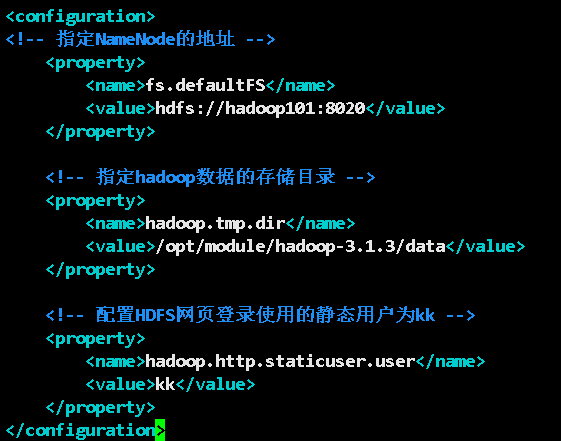 <configuration>
<!-- 指定NameNode的地址 -->
    <property>
        <name>fs.defaultFS</name>
        <value>hdfs://hadoop101:8020</value>
    </property>

    <!-- 指定hadoop数据的存储目录 -->
    <property>
        <name>hadoop.tmp.dir</name>
        <value>/opt/module/hadoop-3.1.3/data</value>
    </property>

    <!-- 配置HDFS网页登录使用的静态用户为kk -->
    <property>
        <name>hadoop.http.staticuser.user</name>
        <value>kk</value>
    </property>
</configuration>